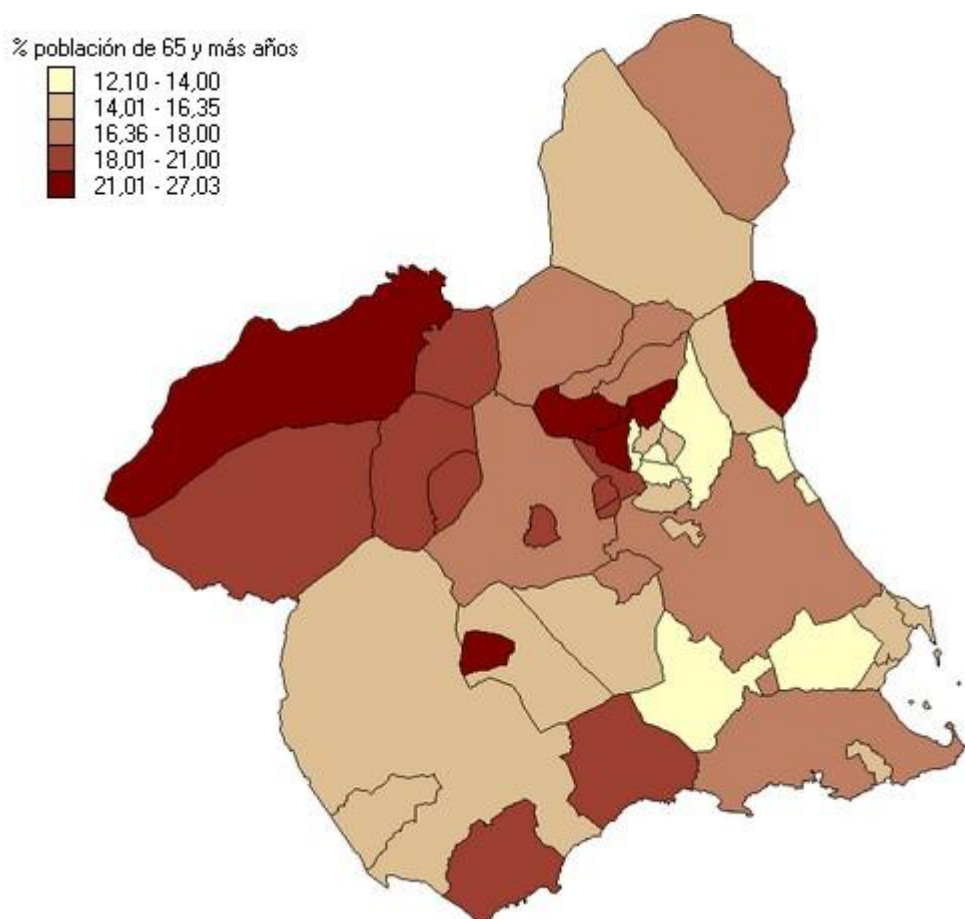 % población de 65 y más años
12,10 - 14,00
14,01 - 16,35
16,36 - 18,00
18,01 - 21,00
21,01 - 27,03